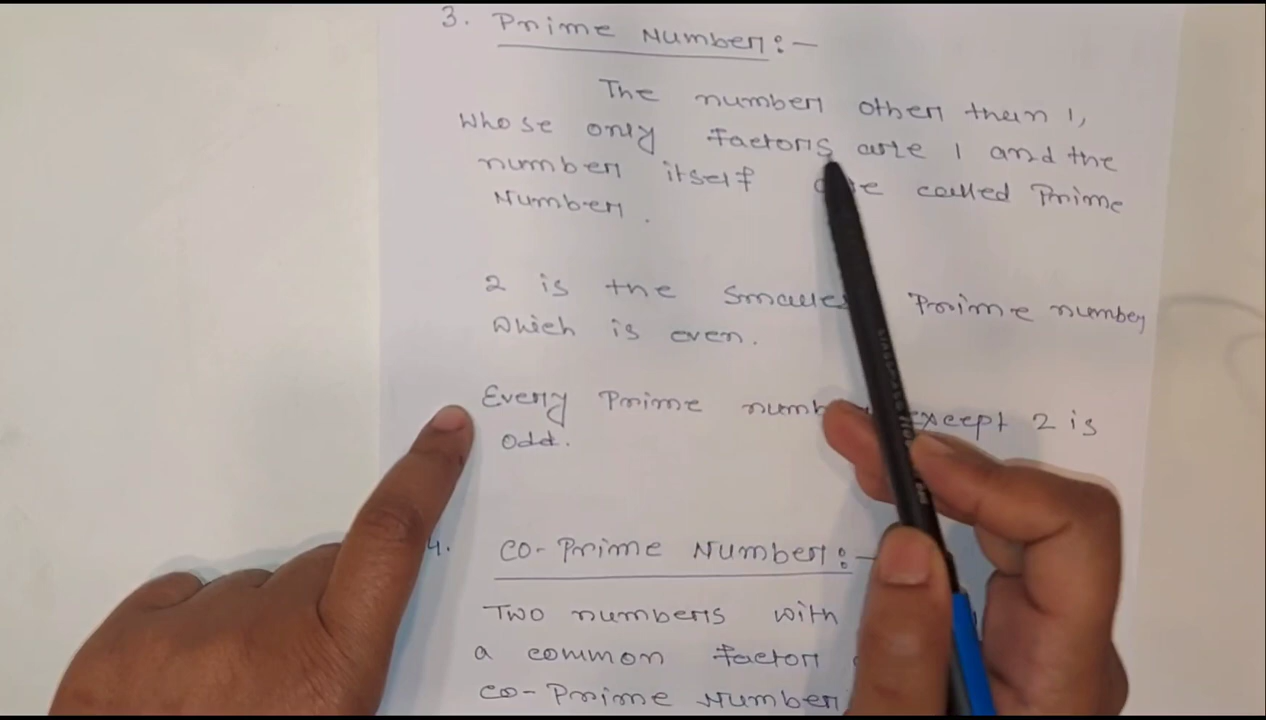 3. Prime Number:-
The number other than 1,
whose only factors are 1 and the
number itself are called Prime
Number.
2 is the smallest Prime number
which is even.
Every Prime number except 2 is
odd.
4. CO-Prime Number:-
Two numbers with
a common factor
co-Prime Number